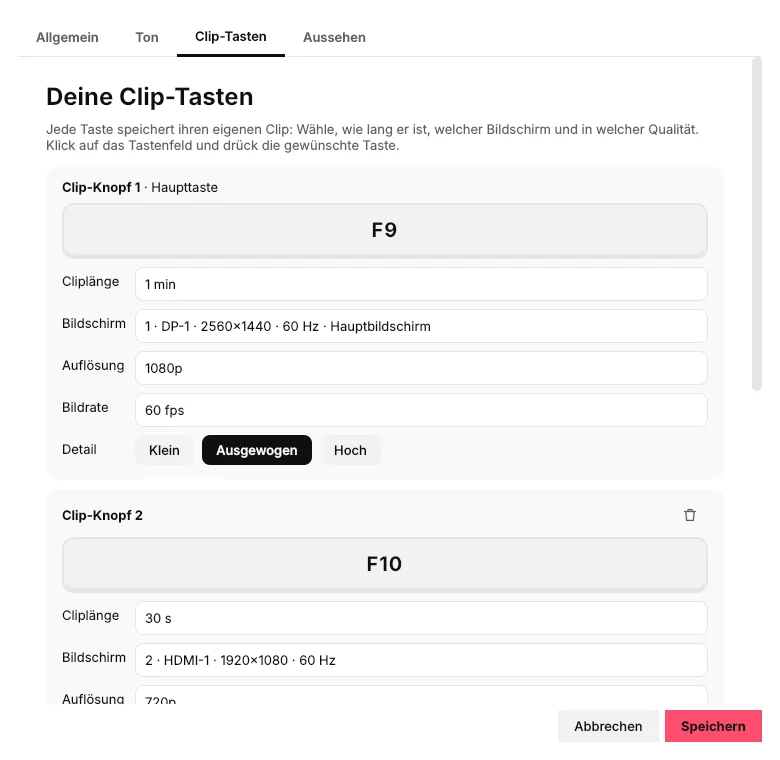 Allgemein
Ton
Clip-Tasten
Aussehen
Deine Clip-Tasten
Jede Taste speichert ihren eigenen Clip: Wähle, wie lang er ist, welcher Bildschirm und in welcher Qualität.
Klick auf das Tastenfeld und drück die gewünschte Taste.
Clip-Knopf 1 · Haupttaste
F9
Cliplänge
1 min
Bildschirm
1 · DP-1 · 2560×1440 · 60 Hz · Hauptbildschirm
Auflösung
1080p
Bildrate
60 fps
Detail
Klein
Ausgewogen
Hoch
Clip-Knopf 2
F10
Cliplänge
30 s
Bildschirm
2 · HDMI-1 · 1920×1080 · 60 Hz
Auflösung
720p
Abbrechen
Speichern